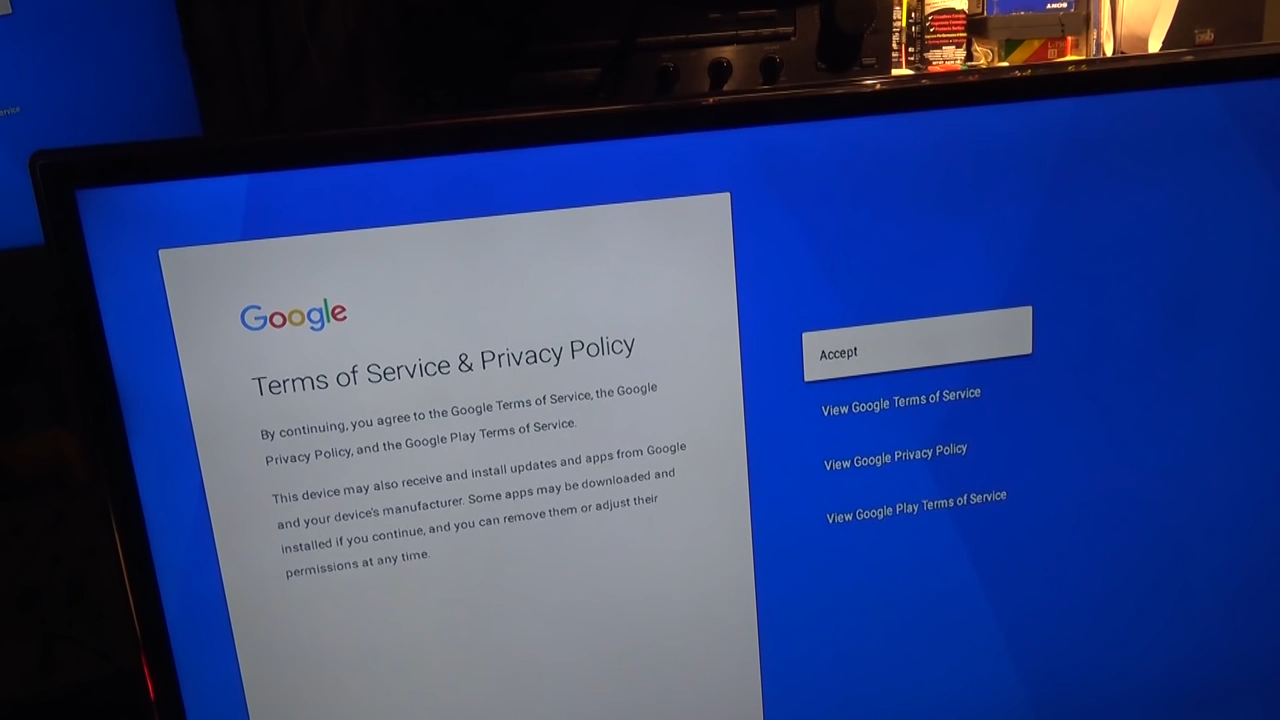 SONY
ervice
Google
Terms of Service & Privacy Policy
By continuing, you agree to the Google Terms of Service, the Google
Privacy Policy, and the Google Play Terms of Service.
This device may also receive and install updates and apps from Google
and your device's manufacturer. Some apps may be downloaded and
installed if you continue, and you can remove them or adjust their
permissions at any time.
Accept
View Google Terms of Service
View Google Privacy Policy
View Google Play Terms of Service